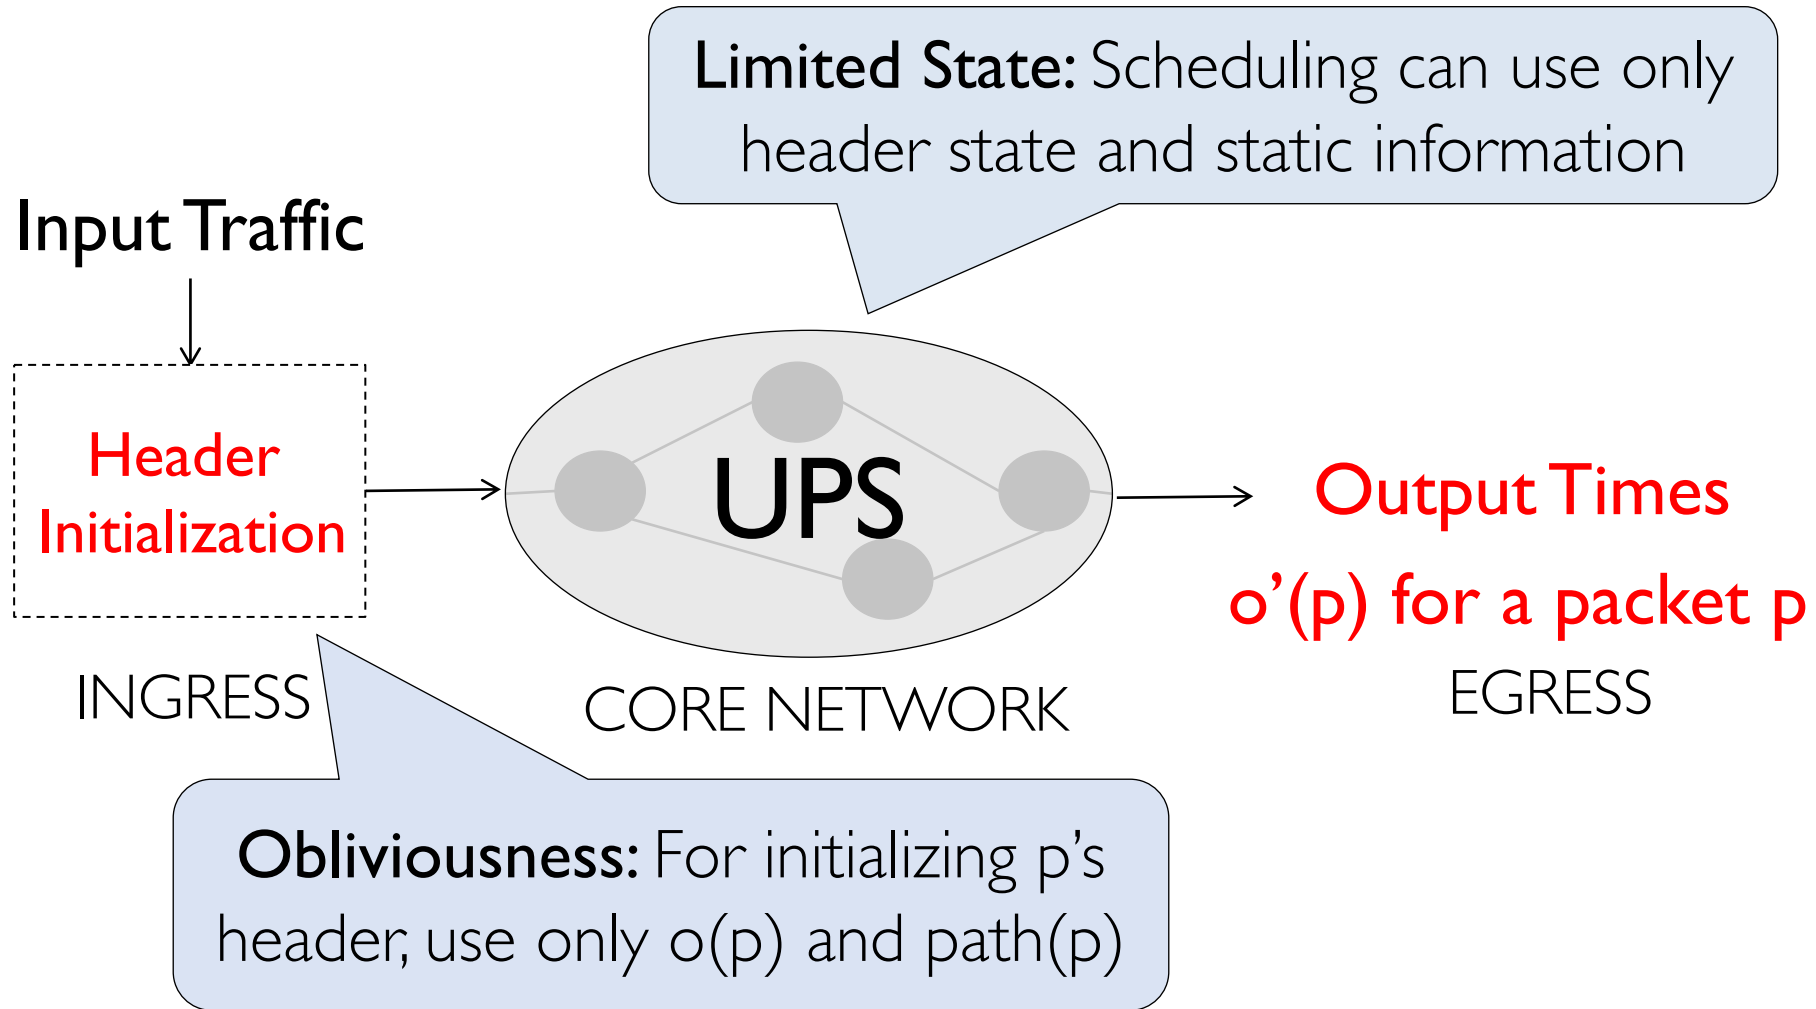 Limited State: Scheduling can use only
header state and static information
Input Traffic
Header
Initialization
UPS
Output Times
o’(p) for a packet p
INGRESS
CORE NETWORK
EGRESS
Obliviousness: For initializing p’s
header, use only o(p) and path(p)